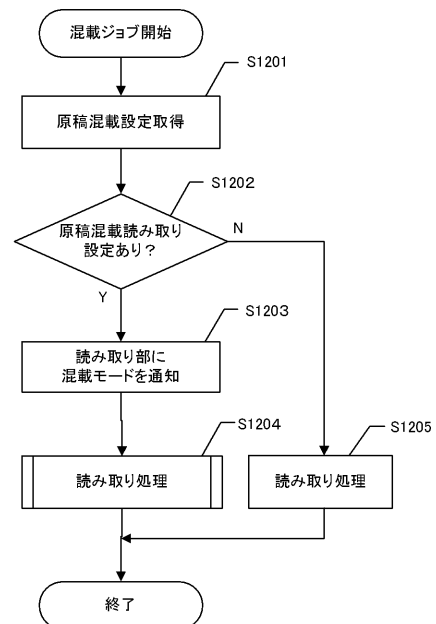 混載ジョブ開始
S1201
原稿混載設定取得
S1202
原稿混載読み取り
設定あり？
N
Y
S1203
読み取り部に
混載モードを通知
S1204
読み取り処理
S1205
読み取り処理
終了